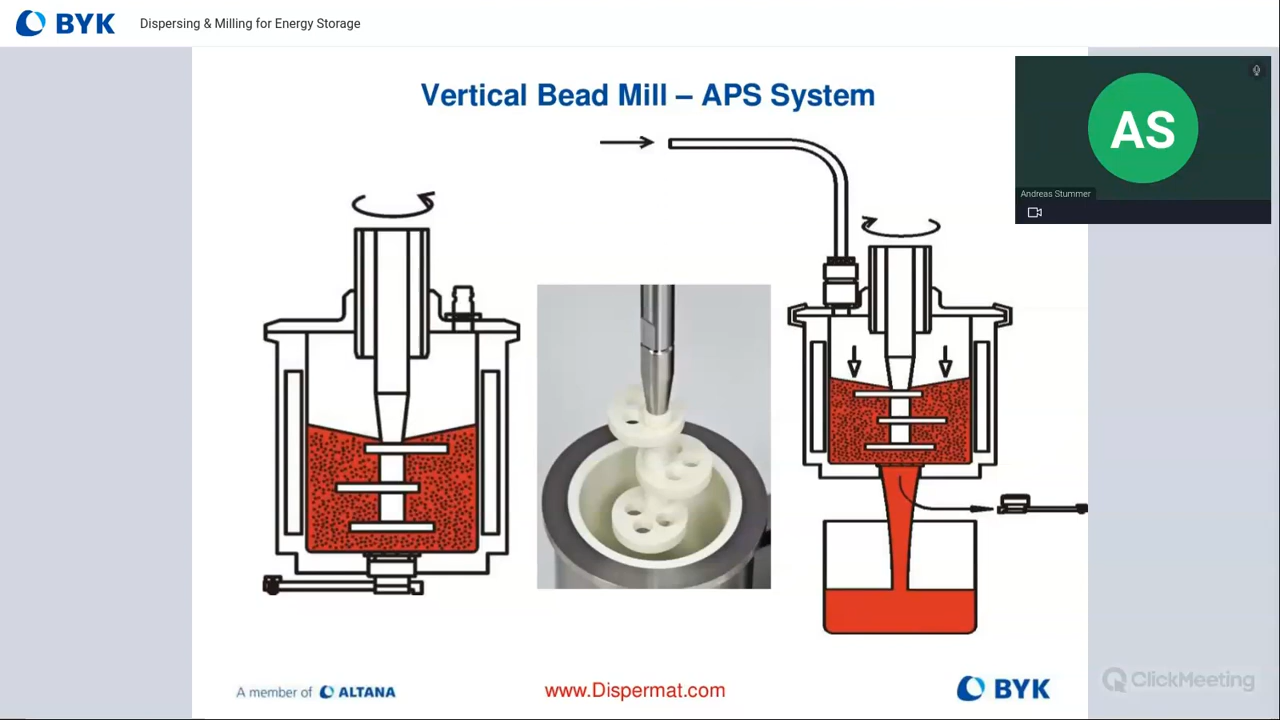 BYK
Dispersing & Milling for Energy Storage
Vertical Bead Mill – APS System
AS
Andreas Stummer
A member of ALTANA
www.Dispermat.com
BYK
ClickMeeting